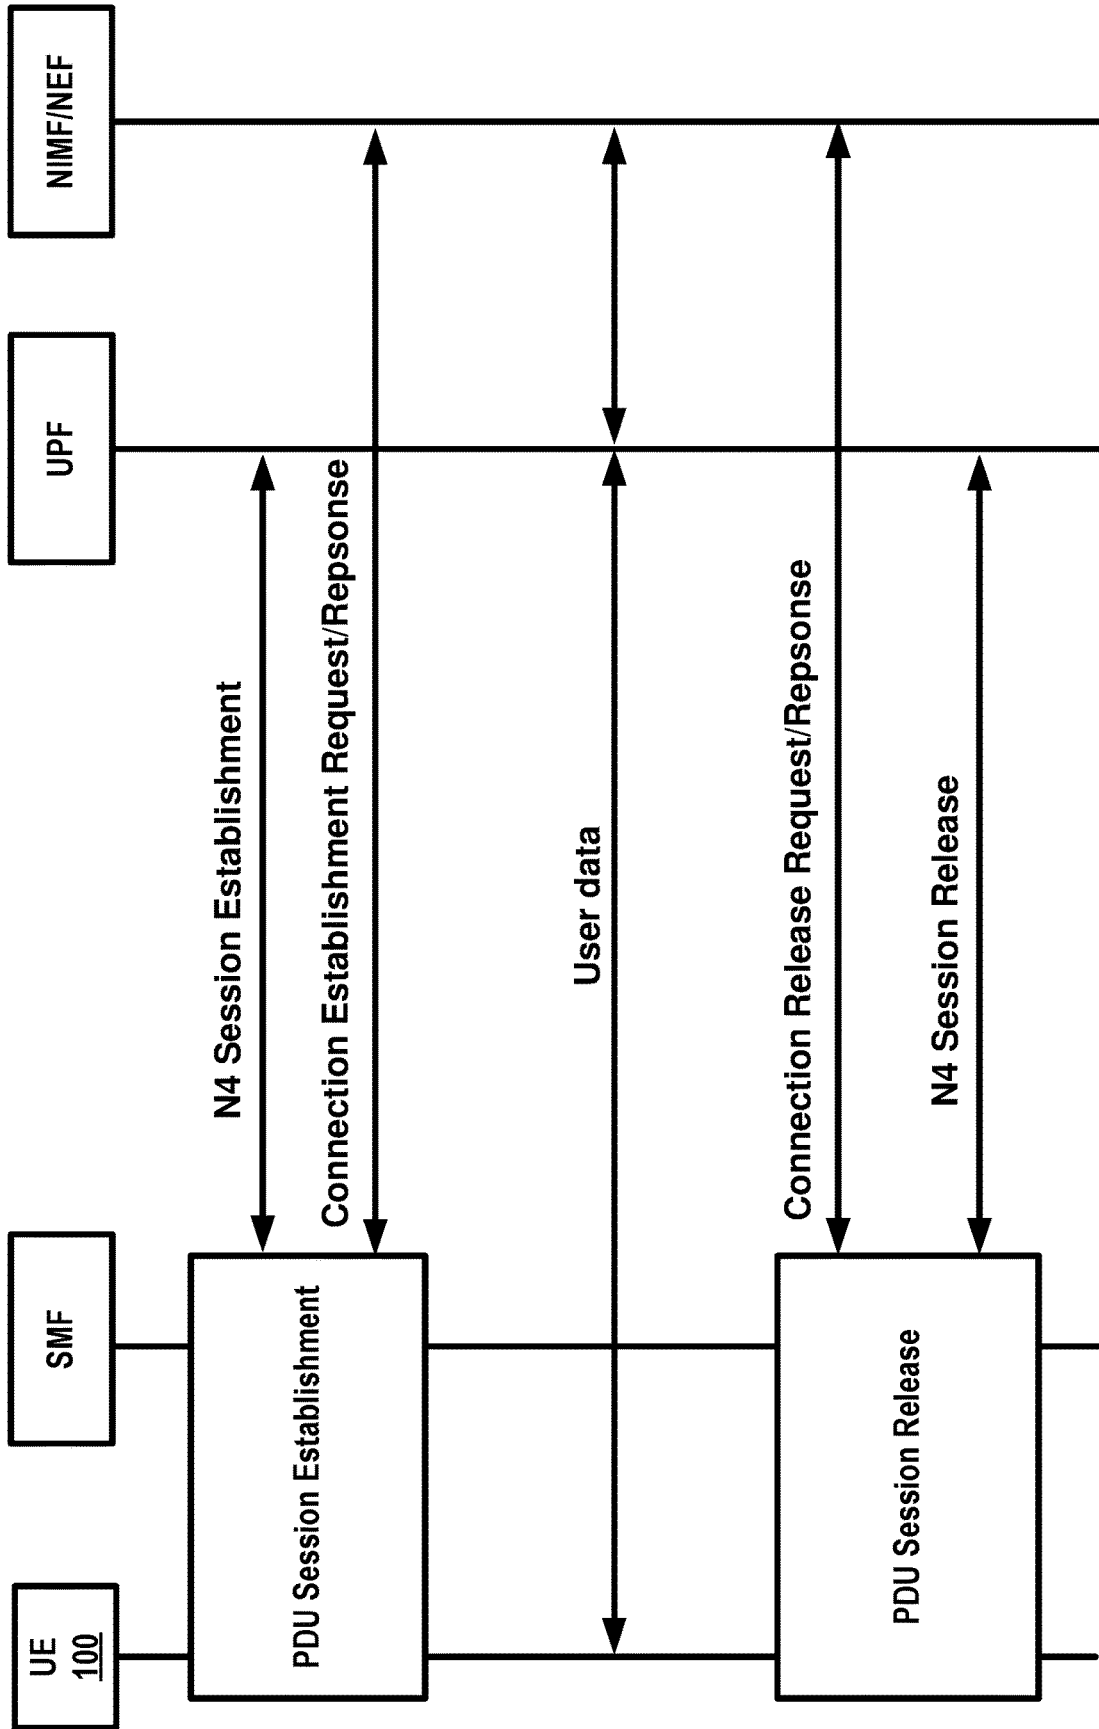 UE
100
SMF
UPF
NIMF/NEF
PDU Session Establishment
N4 Session Establishment
Connection Establishment Request/Repsonse
User data
Connection Release Request/Repsonse
PDU Session Release
N4 Session Release